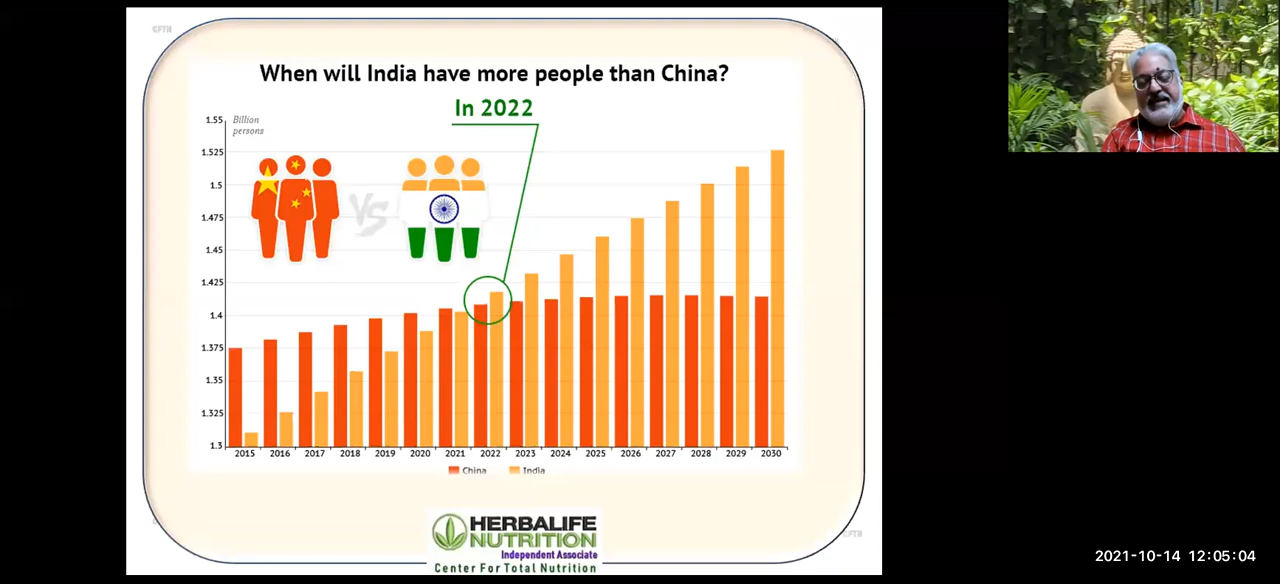 GFTN
When will India have more people than China?
In 2022
Billion
persons
1.55
1.525
1.5
1.475
1.45
1.425
1.4
1.375
1.35
1.325
1.3
VS
2015 2016 2017 2018 2019 2020 2021 2022 2023 2024 2025 2026 2027 2028 2029 2030
China India
HERBALIFE
NUTRITION
Independent Associate
Center For Total Nutrition
2021-10-14 12:05:04